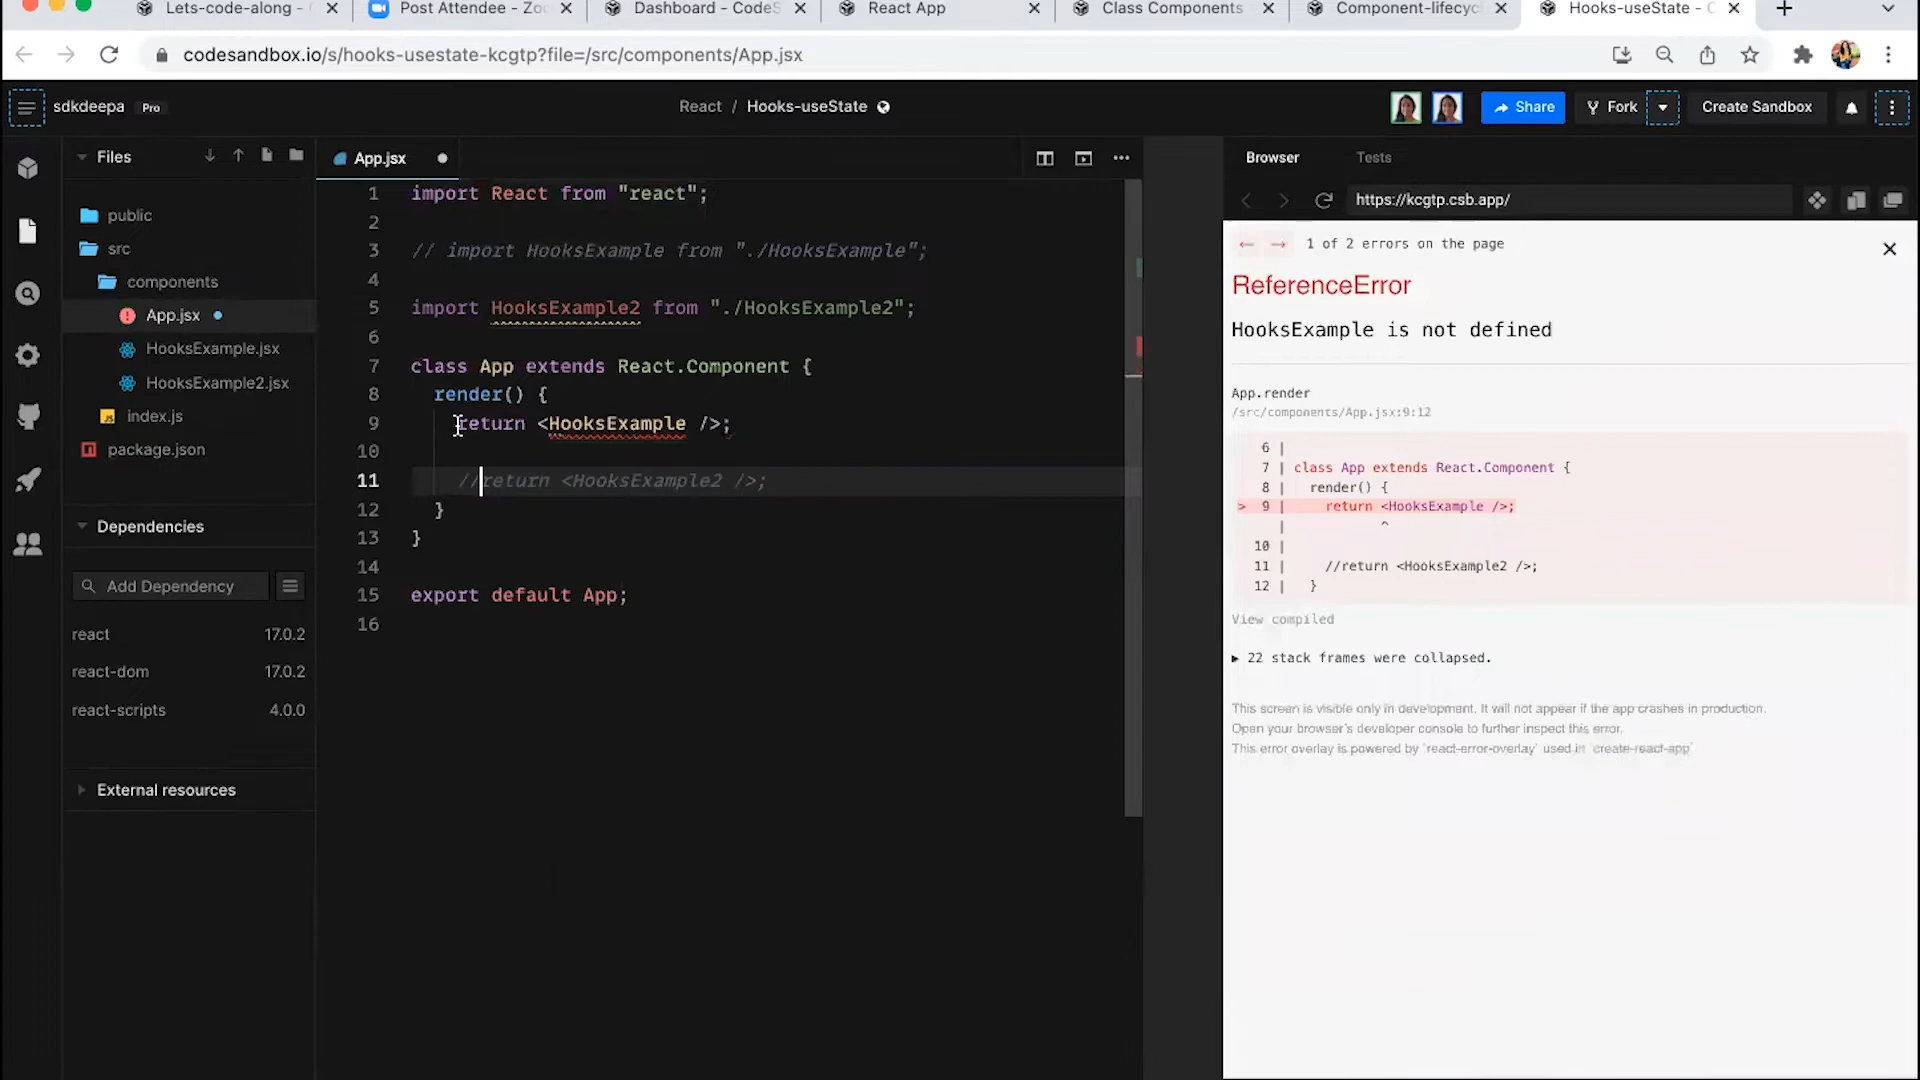 Lets-code-along - C
Post Attendee - Zoo
Dashboard - CodeS
React App
Class Components
Component-lifecyc
Hooks-useState - C
codesandbox.io/s/hooks-usestate-kcgtp?file=/src/components/App.jsx
sdkdeepa Pro
React / Hooks-useState
Share
Fork
Create Sandbox
Files
public
src
components
App.jsx
HooksExample.jsx
HooksExample2.jsx
index.js
package.json
Dependencies
Add Dependency
react 17.0.2
react-dom 17.0.2
react-scripts 4.0.0
External resources
App.jsx
1 import React from "react";
2
3 // import HooksExample from "./HooksExample";
4
5 import HooksExample2 from "./HooksExample2";
6
7 class App extends React.Component {
8 render() {
9 return <HooksExample />;
10
11 //return <HooksExample2 />;
12 }
13 }
14
15 export default App;
16
Browser Tests
https://kcgtp.csb.app/
1 of 2 errors on the page
ReferenceError
HooksExample is not defined
App.render
/src/components/App.jsx:9:12
6 |
7 | class App extends React.Component {
8 | render() {
> 9 | return <HooksExample />;
| ^
10 |
11 | //return <HooksExample2 />;
12 | }
View compiled
▶ 22 stack frames were collapsed.
This screen is visible only in development. It will not appear if the app crashes in production.
Open your browser's developer console to further inspect this error.
This error overlay is powered by `react-error-overlay` used in `create-react-app`